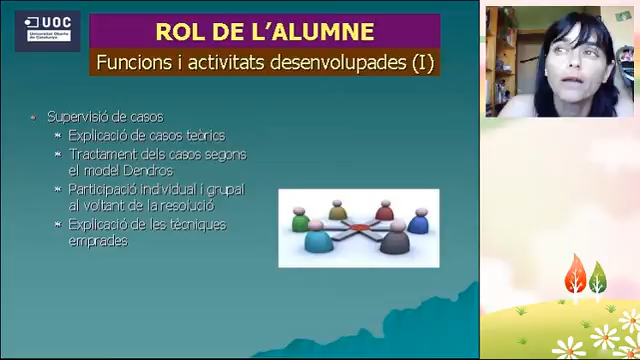 UOC
Universitat Oberta
de Catalunya
ROL DE L’ALUMNE
Funcions i activitats desenvolupades (I)
Supervisió de casos
Explicació de casos teòrics
Tractament dels casos segons
el model Dendros
Participació individual i grupal
al voltant de la resolució
Explicació de les tècniques
emprades